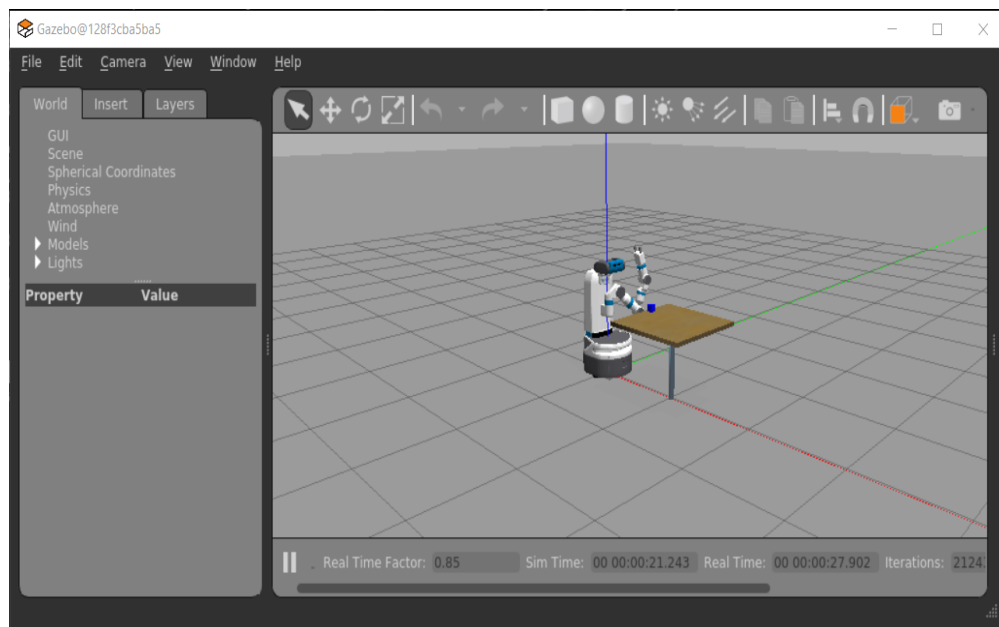 Gazebo@128f3cba5ba5
File Edit Camera View Window Help
World Insert Layers
GUI
Scene
Spherical Coordinates
Physics
Atmosphere
Wind
Models
Lights
Property Value
Real Time Factor: 0.85 Sim Time: 00 00:00:21.243 Real Time: 00 00:00:27.902 Iterations: 2124